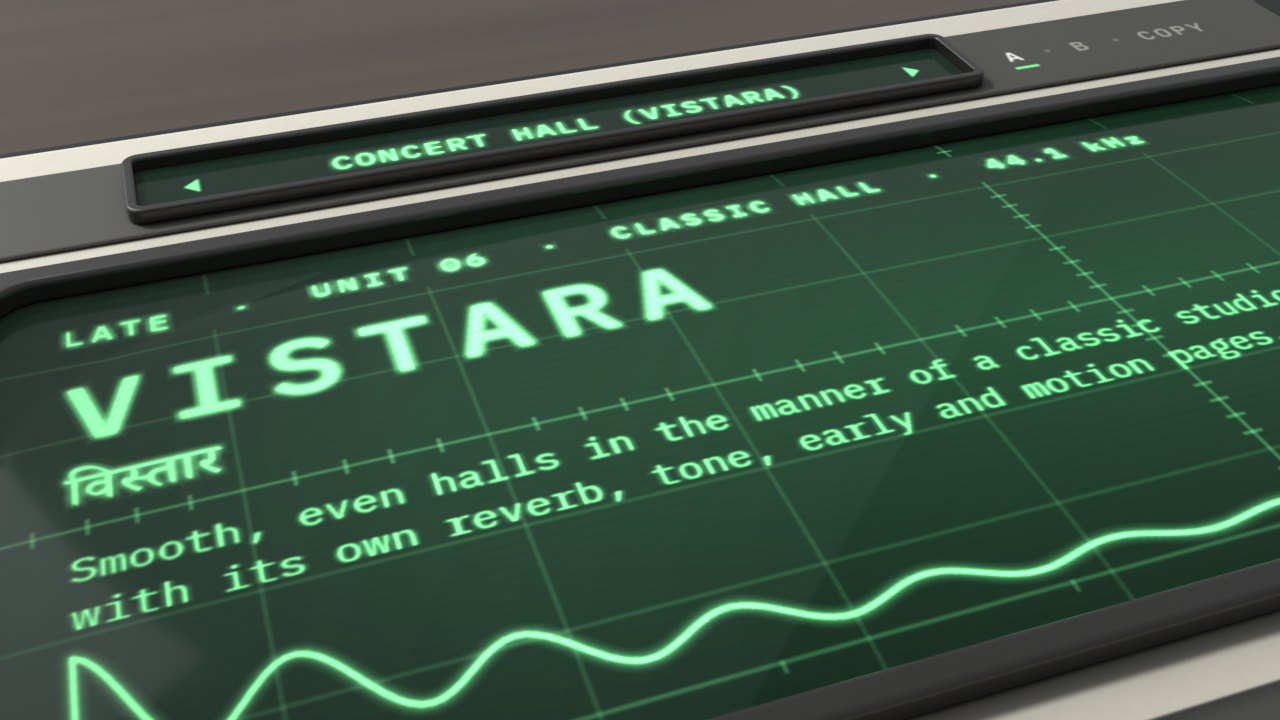 A · B · COPY
◀ CONCERT HALL (VISTARA) ▶
LATE · UNIT 06 · CLASSIC HALL · 44.1 kHz
VISTARA
विस्तार
Smooth, even halls in the manner of a classic studio
with its own reverb, tone, early and motion pages.